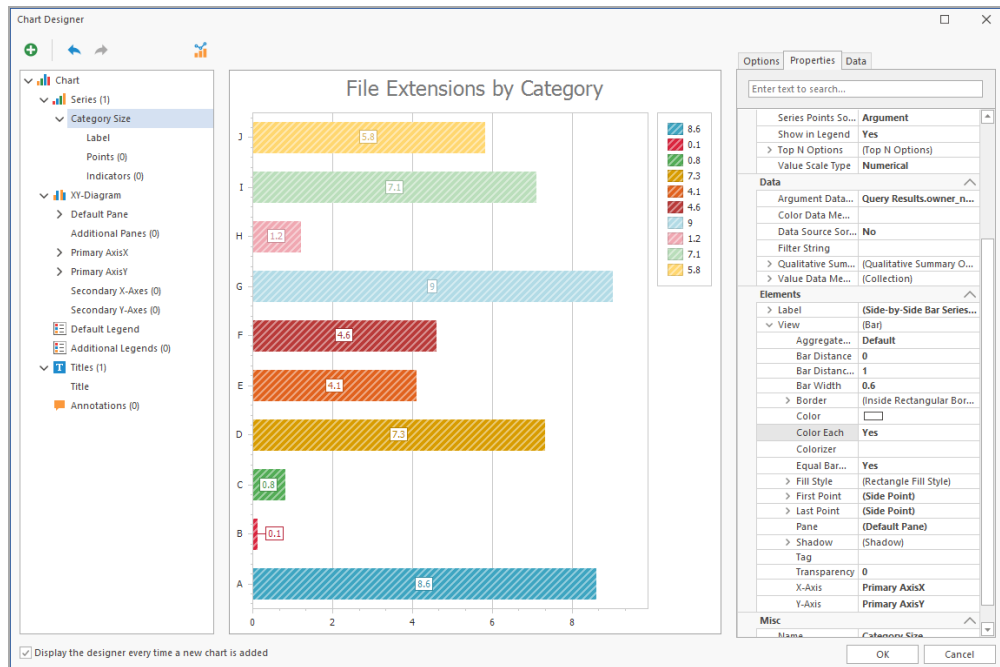 Chart Designer
Chart
Series (1)
Category Size
Label
Points (0)
Indicators (0)
XY-Diagram
Default Pane
Additional Panes (0)
Primary AxisX
Primary AxisY
Secondary X-Axes (0)
Secondary Y-Axes (0)
Default Legend
Additional Legends (0)
T Titles (1)
Title
Annotations (0)
File Extensions by Category
J 5.8
I 7.1
H 1.2
G 9
F 4.6
E 4.1
D 7.3
C 0.8
B 0.1
A 8.6
0 2 4 6 8
8.6
0.1
0.8
7.3
4.1
4.6
9
1.2
7.1
5.8
Options Properties Data
Enter text to search...
Series Points So... Argument
Show in Legend Yes
Top N Options (Top N Options)
Value Scale Type Numerical
Data
Argument Data... Query Results.owner_n...
Color Data Me...
Data Source Sor... No
Filter String
Qualitative Sum... (Qualitative Summary O...
Value Data Me... (Collection)
Elements
Label (Side-by-Side Bar Series...
View (Bar)
Aggregate... Default
Bar Distance 0
Bar Distanc... 1
Bar Width 0.6
Border (Inside Rectangular Bor...
Color
Color Each Yes
Colorizer
Equal Bar... Yes
Fill Style (Rectangle Fill Style)
First Point (Side Point)
Last Point (Side Point)
Pane (Default Pane)
Shadow (Shadow)
Tag
Transparency 0
X-Axis Primary AxisX
Y-Axis Primary AxisY
Misc
Name Category Size
Display the designer every time a new chart is added
OK Cancel